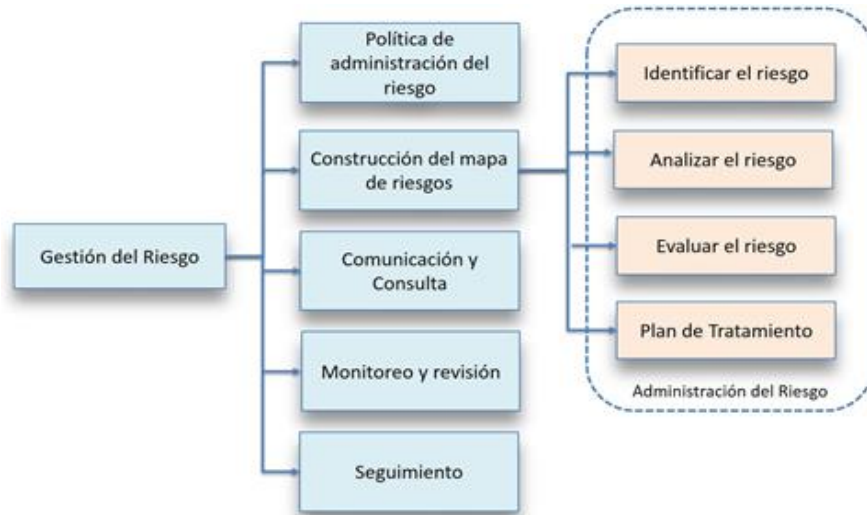 Gestión del Riesgo
Política de
administración del
riesgo
Construcción del mapa
de riesgos
Comunicación y
Consulta
Monitoreo y revisión
Seguimiento
Identificar el riesgo
Analizar el riesgo
Evaluar el riesgo
Plan de Tratamiento
Administración del Riesgo